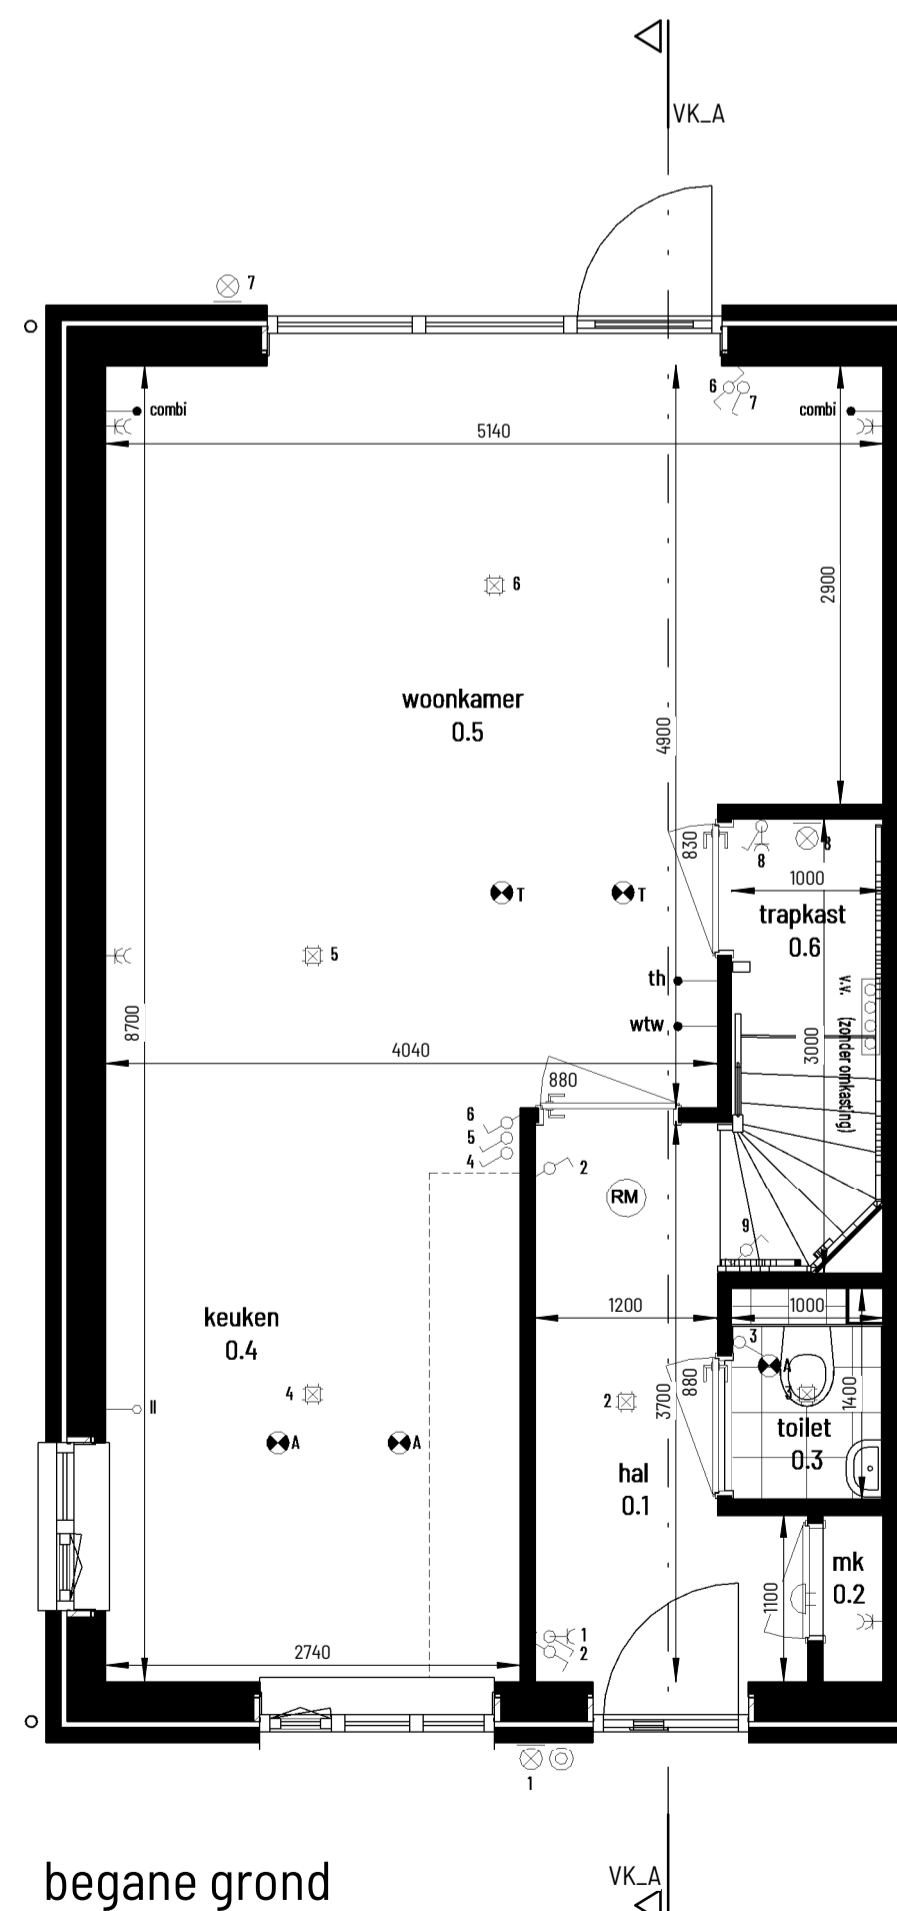 VK_A
7
combi
6
7
combi
5140
6
2900
woonkamer
0.5
4900
830
8
8
1000
T
T
trapkast
0.6
5
th
v.v. (zonder omkasting)
8700
wtw
3000
4040
880
6
5
4
2
RM
9
keuken
0.4
1200
1000
3
A
4
2
3700
880
3
1400
II
A
A
toilet
0.3
hal
0.1
mk
0.2
1100
1
2
2740
1
begane grond
VK_A